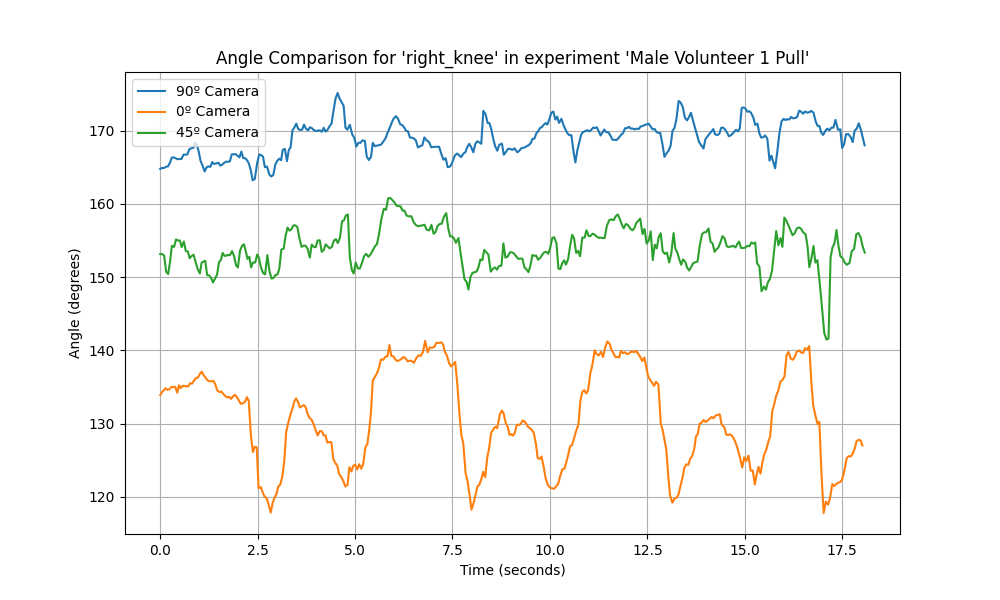 Angle Comparison for 'right_knee' in experiment 'Male Volunteer 1 Pull'
90º Camera
0º Camera
45º Camera
Angle (degrees)
170
160
150
140
130
120
0.0 2.5 5.0 7.5 10.0 12.5 15.0 17.5
Time (seconds)